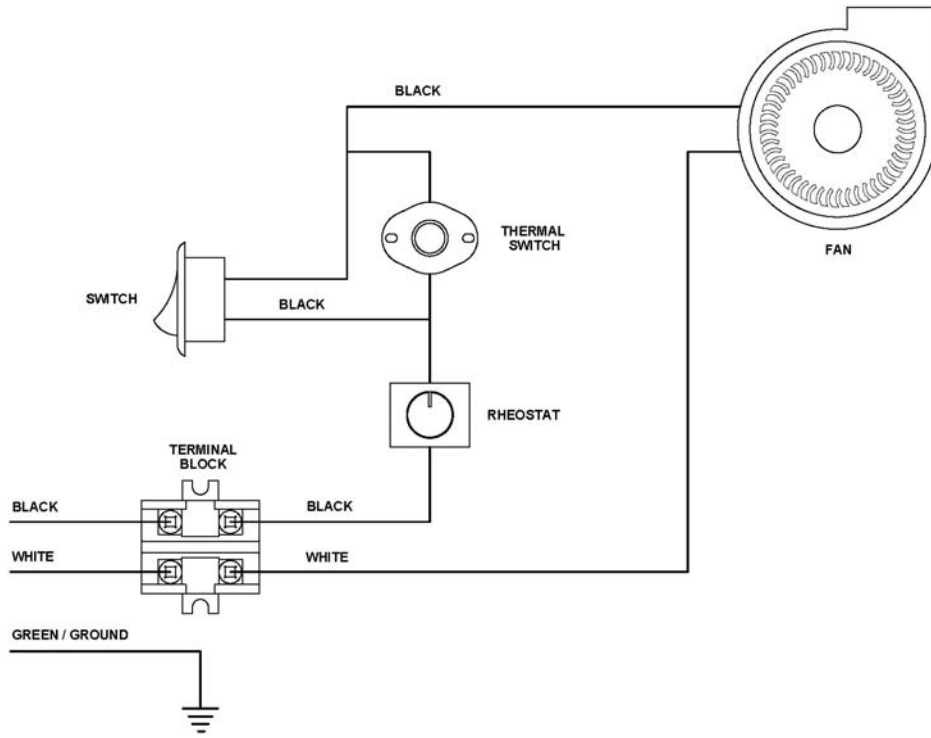 BLACK
THERMAL
SWITCH
FAN
SWITCH
BLACK
RHEOSTAT
TERMINAL
BLOCK
BLACK
BLACK
WHITE
WHITE
GREEN / GROUND